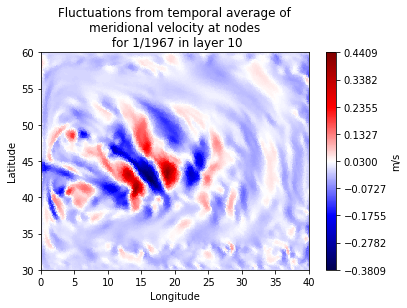 Fluctuations from temporal average of
meridional velocity at nodes
for 1/1967 in layer 10
60
55
50
45
40
35
30
Latitude
0 5 10 15 20 25 30 35 40
Longitude
0.4409
0.3382
0.2355
0.1327
0.0300
−0.0727
−0.1755
−0.2782
−0.3809
m/s